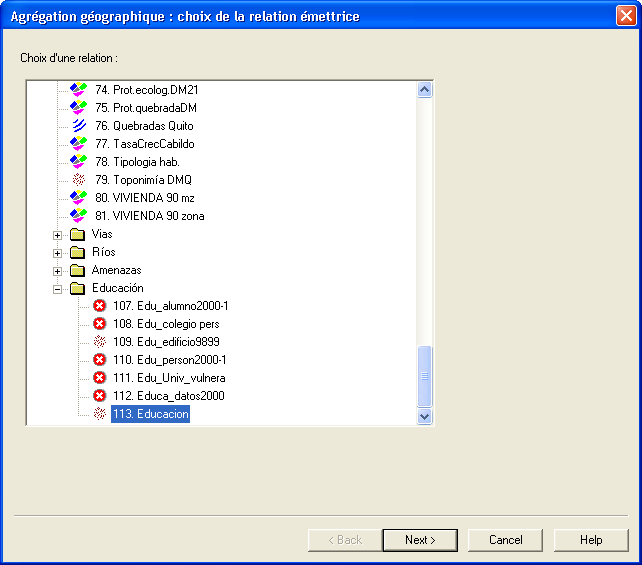 Agrégation géographique : choix de la relation émettrice
Choix d'une relation :
74. Prot.ecolog.DM21
75. Prot.quebradaDM
76. Quebradas Quito
77. TasaCrecCabildo
78. Tipologia hab.
79. Toponimía DMQ
80. VIVIENDA 90 mz
81. VIVIENDA 90 zona
Vias
Ríos
Amenazas
Educación
107. Edu_alumno2000-1
108. Edu_colegio pers
109. Edu_edificio9899
110. Edu_person2000-1
111. Edu_Univ_vulnera
112. Educa_datos2000
113. Educacion
< Back Next > Cancel Help